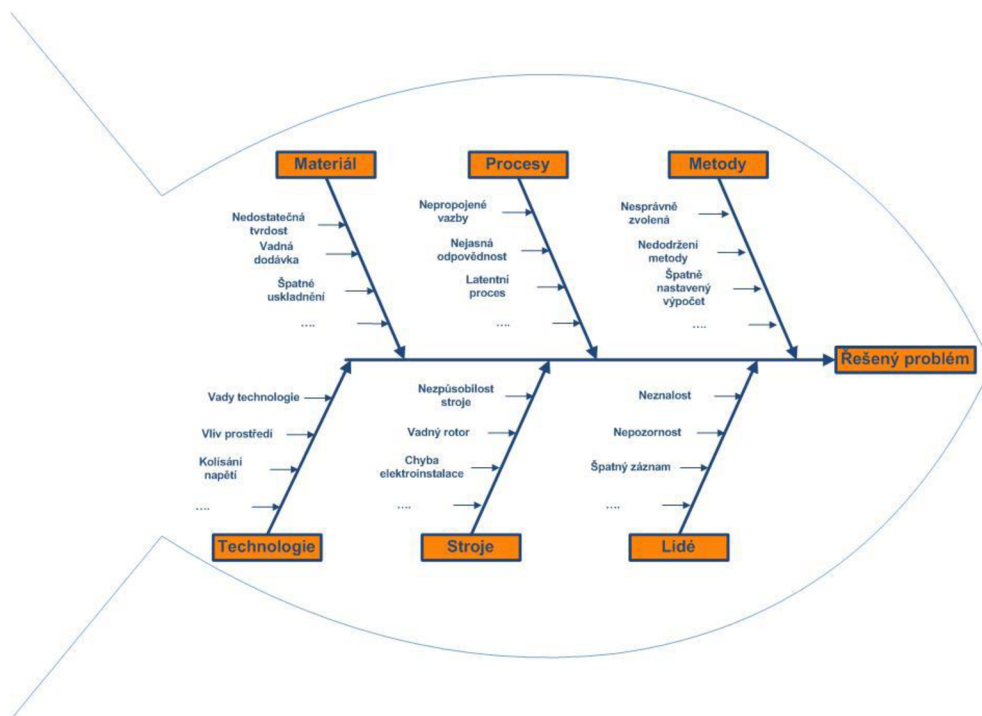 Materiál
Procesy
Metody
Nedostatečná
tvrdost
Vadná
dodávka
Špatné
uskladnění
....
Nepropojené
vazby
Nejasná
odpovědnost
Latentní
proces
....
Nesprávně
zvolená
Nedodržení
metody
Špatně
nastavený
výpočet
....
Řešený problém
Vady technologie
Vliv prostředí
Kolísání
napětí
....
Nezpůsobilost
stroje
Vadný rotor
Chyba
elektroinstalace
....
Neznalost
Nepozornost
Špatný záznam
....
Technologie
Stroje
Lidé